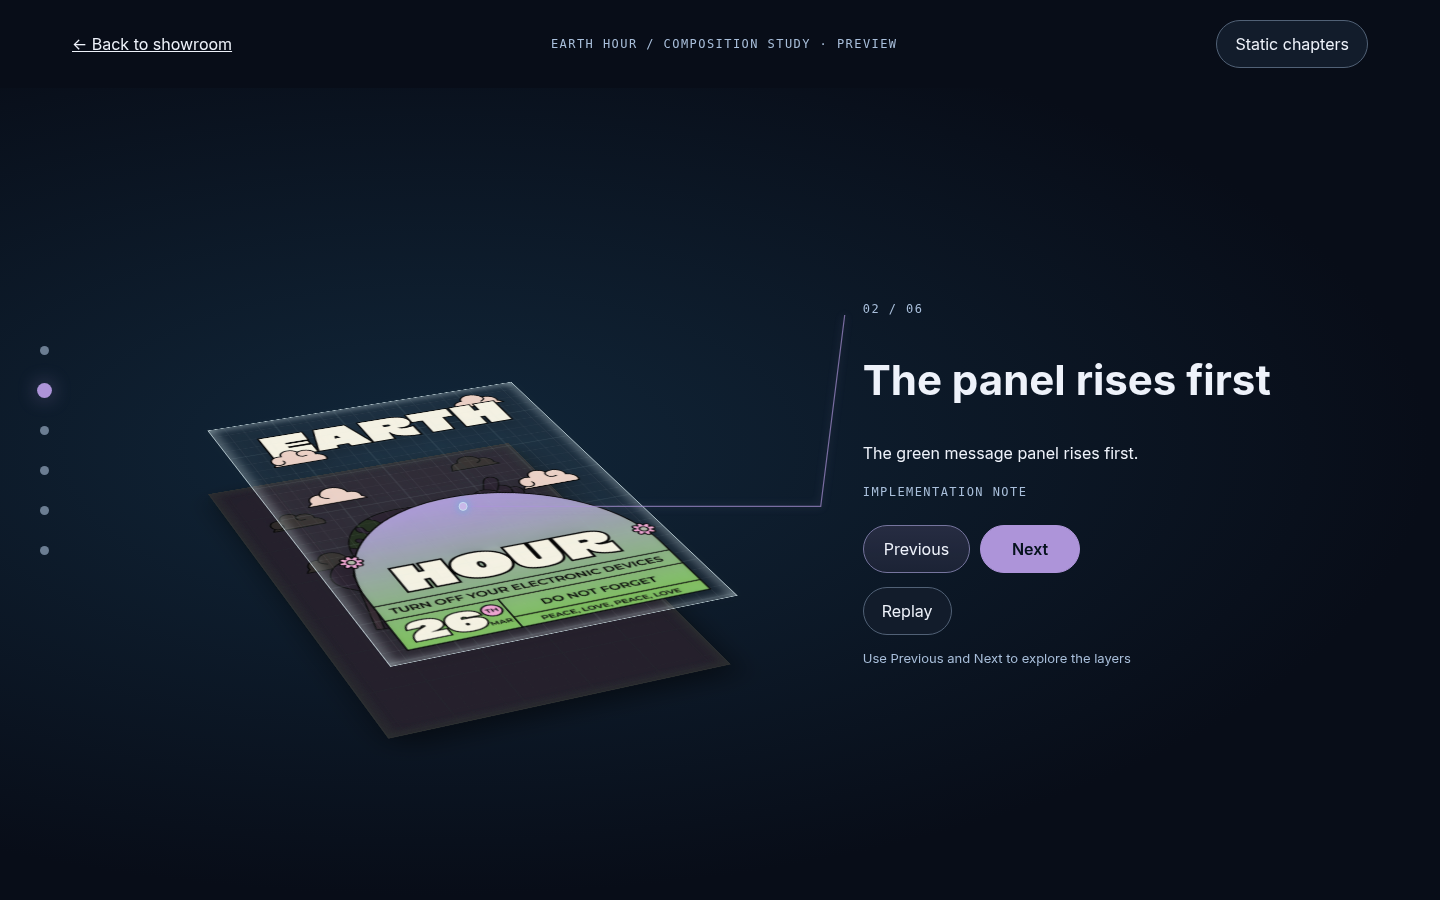 ← Back to showroom
EARTH HOUR / COMPOSITION STUDY · PREVIEW
Static chapters
02 / 06
The panel rises first
The green message panel rises first.
IMPLEMENTATION NOTE
Previous
Next
Replay
Use Previous and Next to explore the layers
EARTH
HOUR
TURN OFF YOUR ELECTRONIC DEVICES
26TH MAR
DO NOT FORGET
PEACE, LOVE, PEACE, LOVE